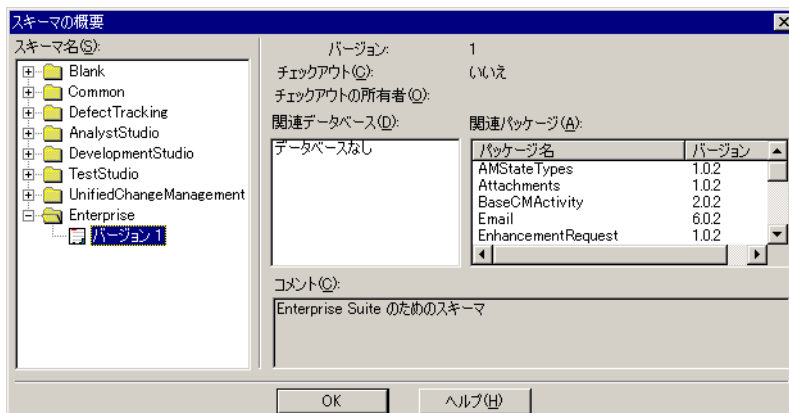 スキーマの概要
スキーマ名(S):
Blank
Common
DefectTracking
AnalystStudio
DevelopmentStudio
TestStudio
UnifiedChangeManagement
Enterprise
バージョン 1
バージョン: 1
チェックアウト(C): いいえ
チェックアウトの所有者(O):
関連データベース(D):
データベースなし
関連パッケージ(A):
パッケージ名 バージョン
AMStateTypes 1.0.2
Attachments 1.0.2
BaseCMActivity 2.0.2
Email 6.0.2
EnhancementRequest 1.0.2
コメント(C):
Enterprise Suite のためのスキーマ
OK ヘルプ(H)